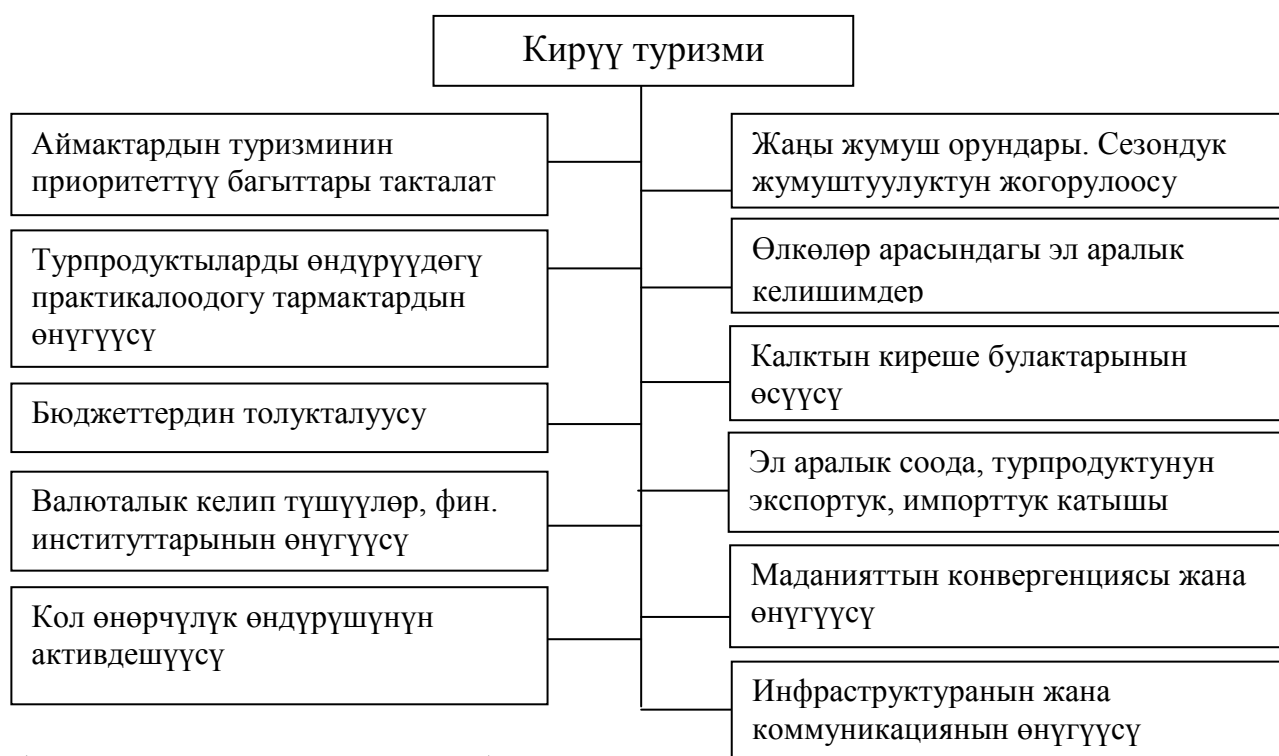 Кирүү туризми
Аймактардын туризминин
приоритеттүү багыттары такталат
Турпродуктыларды өндүрүүдөгү
практикалоодогу тармактардын
өнүгүүсү
Бюджеттердин толукталуусу
Валюталык келип түшүүлөр, фин.
институттарынын өнүгүүсү
Кол өнөрчүлүк өндүрүшүнүн
активдешүүсү
Жаңы жумуш орундары. Сезондук
жумуштуулуктун жогорулоосу
Өлкөлөр арасындагы эл аралык
келишимдер
Калктын киреше булактарынын
өсүүсү
Эл аралык соода, турпродуктунун
экспортук, импорттук катышы
Маданияттын конвергенциясы жана
өнүгүүсү
Инфраструктуранын жана
коммуникациянын өнүгүүсү